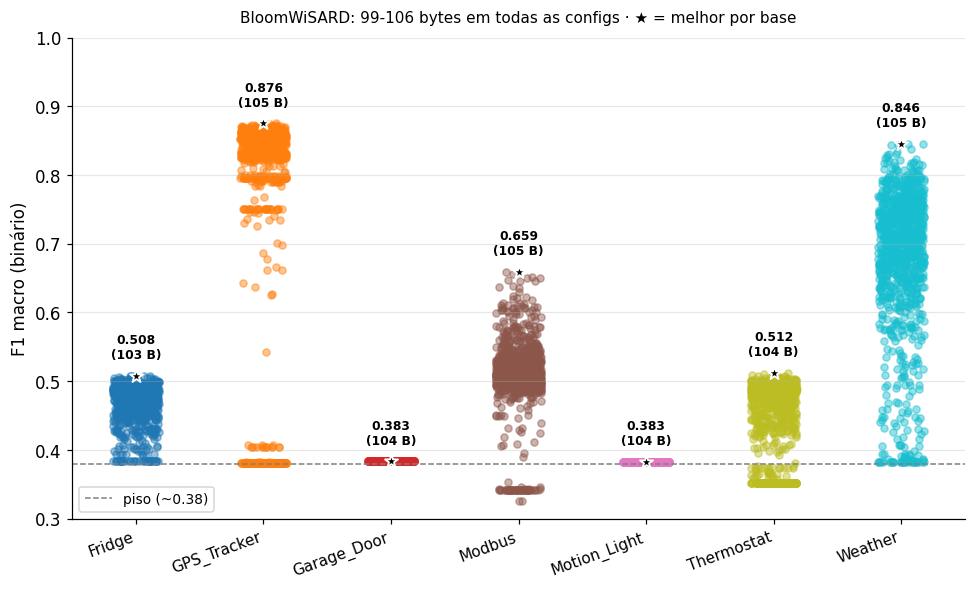 BloomWiSARD: 99-106 bytes em todas as configs · ★ = melhor por base
F1 macro (binário)
1.0
0.9
0.8
0.7
0.6
0.5
0.4
0.3
0.508
(103 B)
0.876
(105 B)
0.383
(104 B)
0.659
(105 B)
0.383
(104 B)
0.512
(104 B)
0.846
(105 B)
piso (~0.38)
Fridge
GPS_Tracker
Garage_Door
Modbus
Motion_Light
Thermostat
Weather